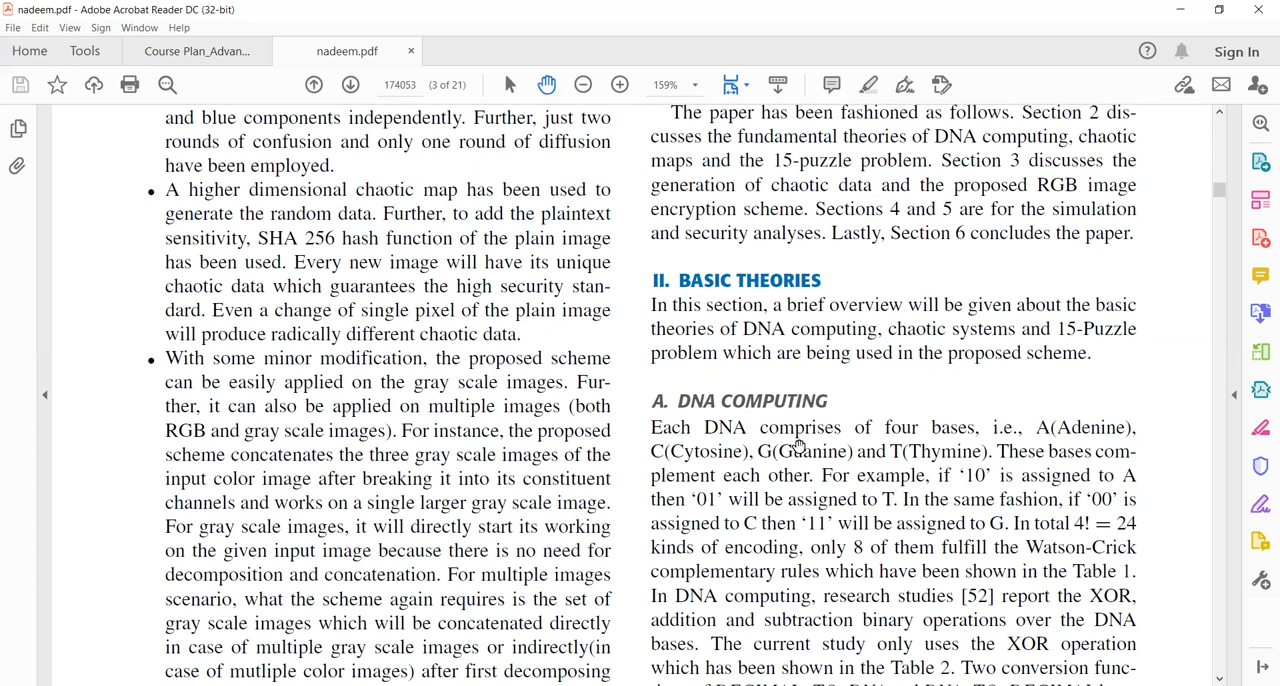 nadeem.pdf - Adobe Acrobat Reader DC (32-bit)
File Edit View Sign Window Help
Home Tools Course Plan_Advan... nadeem.pdf × Sign In
174053 (3 of 21) 159%
and blue components independently. Further, just two
rounds of confusion and only one round of diffusion
have been employed.
• A higher dimensional chaotic map has been used to
generate the random data. Further, to add the plaintext
sensitivity, SHA 256 hash function of the plain image
has been used. Every new image will have its unique
chaotic data which guarantees the high security stan-
dard. Even a change of single pixel of the plain image
will produce radically different chaotic data.
• With some minor modification, the proposed scheme
can be easily applied on the gray scale images. Fur-
ther, it can also be applied on multiple images (both
RGB and gray scale images). For instance, the proposed
scheme concatenates the three gray scale images of the
input color image after breaking it into its constituent
channels and works on a single larger gray scale image.
For gray scale images, it will directly start its working
on the given input image because there is no need for
decomposition and concatenation. For multiple images
scenario, what the scheme again requires is the set of
gray scale images which will be concatenated directly
in case of multiple gray scale images or indirectly(in
case of mutliple color images) after first decomposing
The paper has been fashioned as follows. Section 2 dis-
cusses the fundamental theories of DNA computing, chaotic
maps and the 15-puzzle problem. Section 3 discusses the
generation of chaotic data and the proposed RGB image
encryption scheme. Sections 4 and 5 are for the simulation
and security analyses. Lastly, Section 6 concludes the paper.
II. BASIC THEORIES
In this section, a brief overview will be given about the basic
theories of DNA computing, chaotic systems and 15-Puzzle
problem which are being used in the proposed scheme.
A. DNA COMPUTING
Each DNA comprises of four bases, i.e., A(Adenine),
C(Cytosine), G(Guanine) and T(Thymine). These bases com-
plement each other. For example, if ‘10’ is assigned to A
then ‘01’ will be assigned to T. In the same fashion, if ‘00’ is
assigned to C then ‘11’ will be assigned to G. In total 4! = 24
kinds of encoding, only 8 of them fulfill the Watson-Crick
complementary rules which have been shown in the Table 1.
In DNA computing, research studies [52] report the XOR,
addition and subtraction binary operations over the DNA
bases. The current study only uses the XOR operation
which has been shown in the Table 2. Two conversion func-